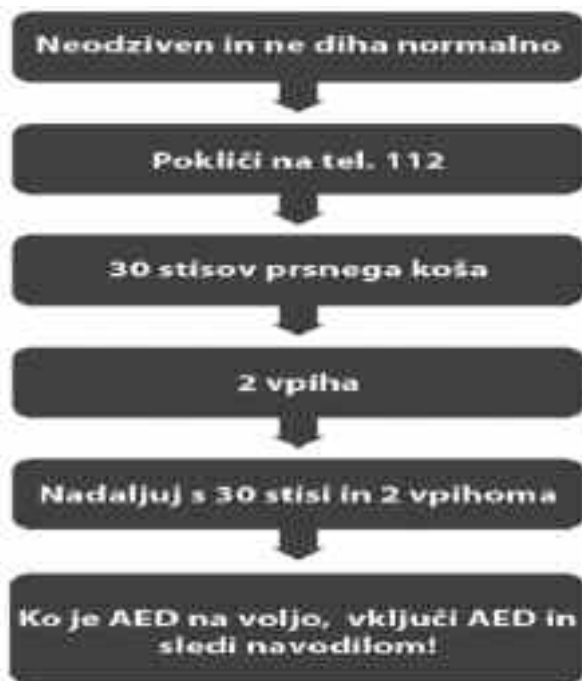 Neodziven in ne diha normalno
Pokliči na tel. 112
30 stisov prsnega koša
2 vpiha
Nadaljuj s 30 stisi in 2 vpihoma
Ko je AED na voljo, vključi AED in
sledi navodilom!